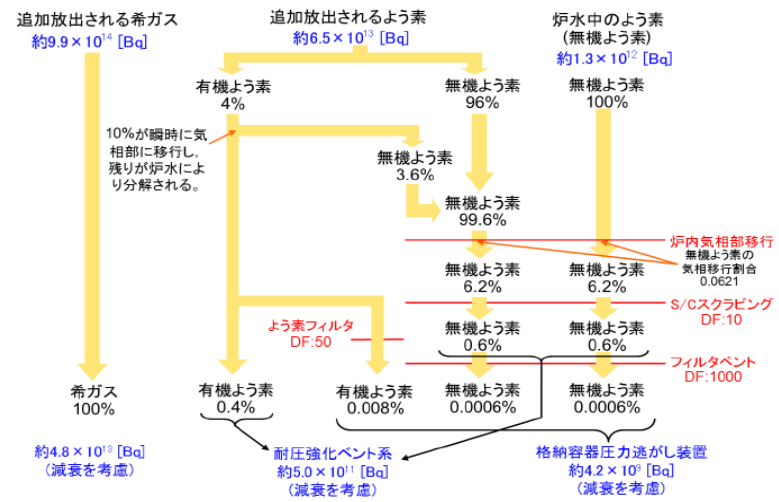 追加放出される希ガス
約9.9×10¹⁴ [Bq]
追加放出されるよう素
約6.5×10¹³ [Bq]
炉水中のよう素
(無機よう素)
約1.3×10¹² [Bq]
有機よう素
4%
無機よう素
96%
無機よう素
100%
10%が瞬時に気
相部に移行し,
残りが炉水によ
り分解される。
無機よう素
3.6%
無機よう素
99.6%
炉内気相部移行
無機よう素の
気相移行割合
0.0621
無機よう素
6.2%
無機よう素
6.2%
S/Cスクラビング
DF:10
よう素フィルタ
DF:50
無機よう素
0.6%
無機よう素
0.6%
フィルタベント
DF:1000
希ガス
100%
有機よう素
0.4%
有機よう素
0.008%
無機よう素
0.0006%
無機よう素
0.0006%
約4.8×10¹³ [Bq]
(減衰を考慮)
耐圧強化ベント系
約5.0×10¹¹ [Bq]
(減衰を考慮)
格納容器圧力逃がし装置
約4.2×10⁹ [Bq]
(減衰を考慮)